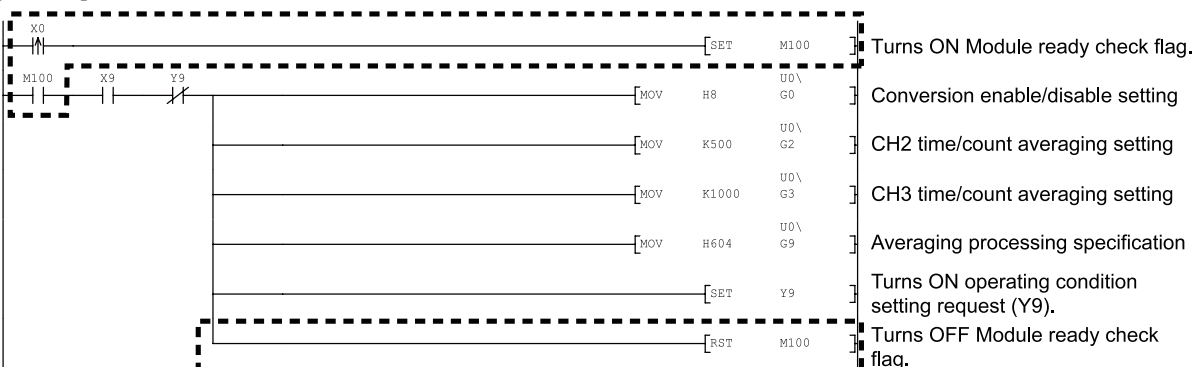 X0
SET M100 Turns ON Module ready check flag.
M100 X9 Y9
U0\
MOV H8 G0 Conversion enable/disable setting
U0\
MOV K500 G2 CH2 time/count averaging setting
U0\
MOV K1000 G3 CH3 time/count averaging setting
U0\
MOV H604 G9 Averaging processing specification
SET Y9 Turns ON operating condition
setting request (Y9).
RST M100 Turns OFF Module ready check
flag.